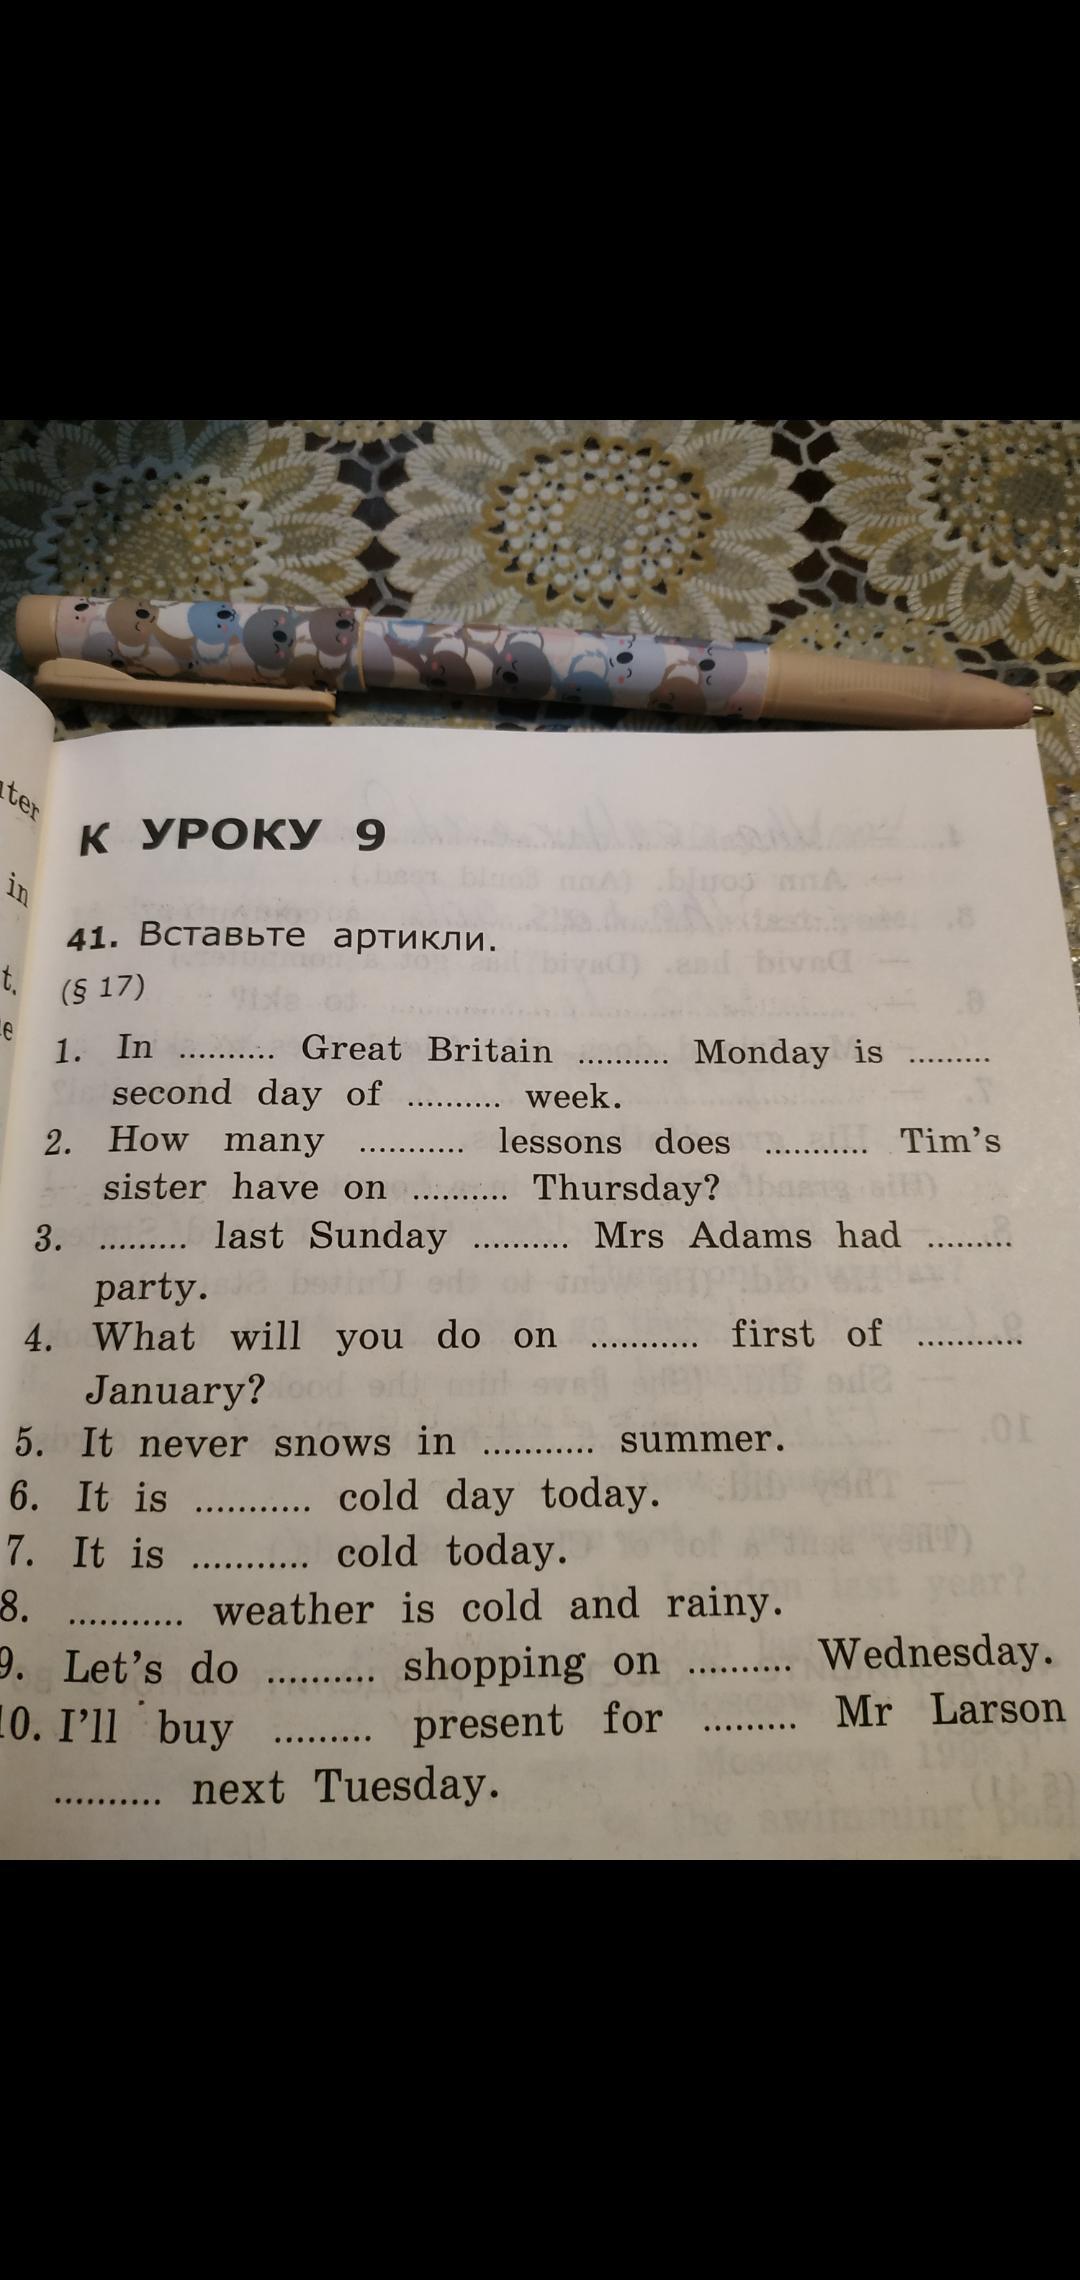 uter
in
t.
e
К УРОКУ 9
41. Вставьте артикли.
(§ 17)
1. In .......... Great Britain .......... Monday is .........
second day of .......... week.
2. How many ........... lessons does ........... Tim's
sister have on .......... Thursday?
3. ......... last Sunday .......... Mrs Adams had .........
party.
4. What will you do on ........... first of ...........
January?
5. It never snows in ........... summer.
6. It is ........... cold day today.
7. It is ........... cold today.
8. ........... weather is cold and rainy.
9. Let's do .......... shopping on .......... Wednesday.
10. I'll buy ......... present for ......... Mr Larson
.......... next Tuesday.